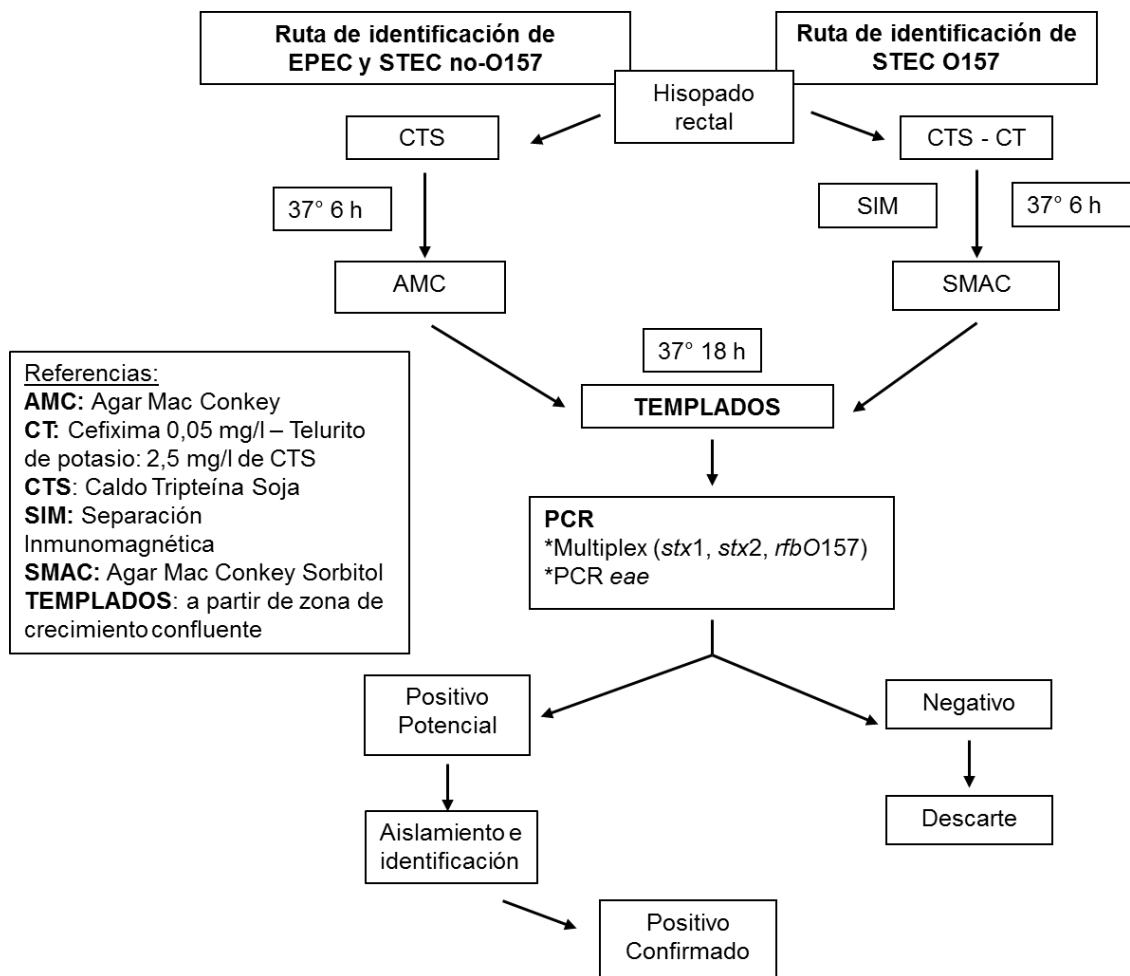 Ruta de identificación de
EPEC y STEC no-O157
Ruta de identificación de
STEC O157
Hisopado
rectal
CTS
CTS - CT
37° 6 h
SIM
37° 6 h
AMC
SMAC
37° 18 h
TEMPLADOS
Referencias:
AMC: Agar Mac Conkey
CT: Cefixima 0,05 mg/l – Telurito
de potasio: 2,5 mg/l de CTS
CTS: Caldo Tripteína Soja
SIM: Separación
Inmunomagnética
SMAC: Agar Mac Conkey Sorbitol
TEMPLADOS: a partir de zona de
crecimiento confluente
PCR
*Multiplex (stx1, stx2, rfbO157)
*PCR eae
Positivo
Potencial
Negativo
Aislamiento e
identificación
Descarte
Positivo
Confirmado